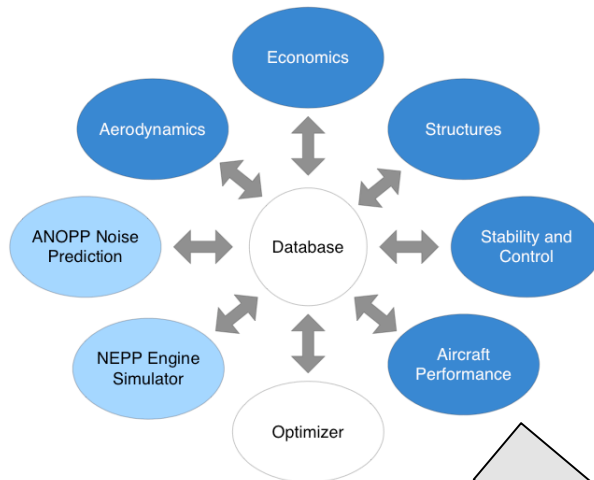 Economics
Aerodynamics
Structures
ANOPP Noise
Prediction
Database
Stability and
Control
NEPP Engine
Simulator
Aircraft
Performance
Optimizer